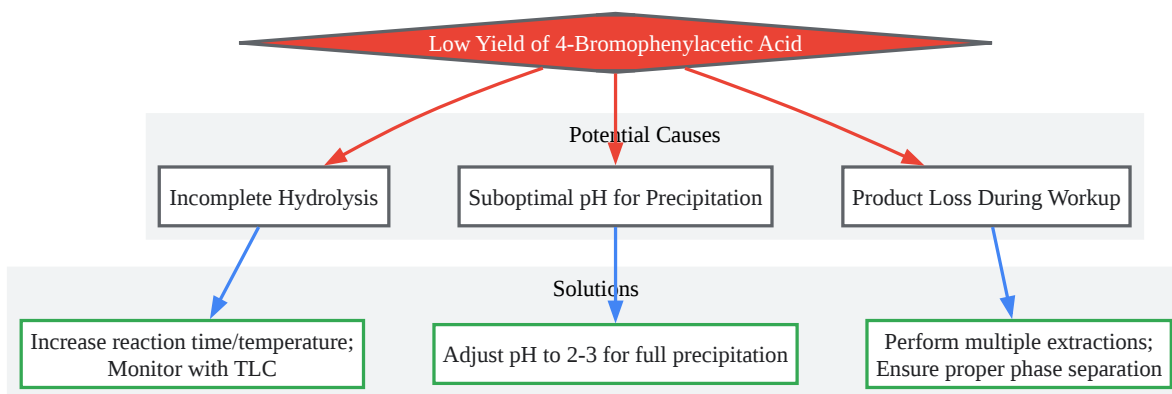 Low Yield of 4-Bromophenylacetic Acid
Potential Causes
Incomplete Hydrolysis
Suboptimal pH for Precipitation
Product Loss During Workup
Solutions
Increase reaction time/temperature;
Monitor with TLC
Adjust pH to 2-3 for full precipitation
Perform multiple extractions;
Ensure proper phase separation